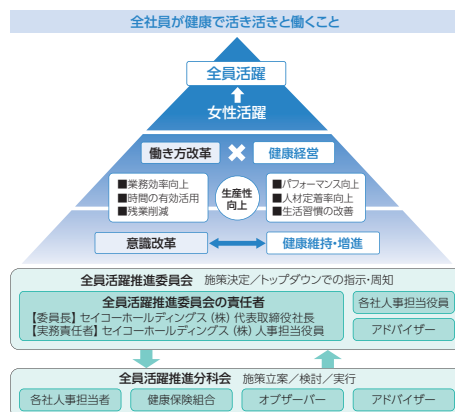 全社員が健康で活き活きと働くこと
全員活躍
女性活躍
働き方改革 × 健康経営
■業務効率向上
■時間の有効活用
■残業削減
生産性
向上
■パフォーマンス向上
■人材定着率向上
■生活習慣の改善
意識改革
健康維持・増進
全員活躍推進委員会 施策決定／トップダウンでの指示・周知
全員活躍推進委員会の責任者
【委員長】セイコーホールディングス（株）代表取締役社長
【実務責任者】セイコーホールディングス（株）人事担当役員
各社人事担当役員
アドバイザー
全員活躍推進分科会 施策立案／検討／実行
各社人事担当者
健康保険組合
オブザーバー
アドバイザー